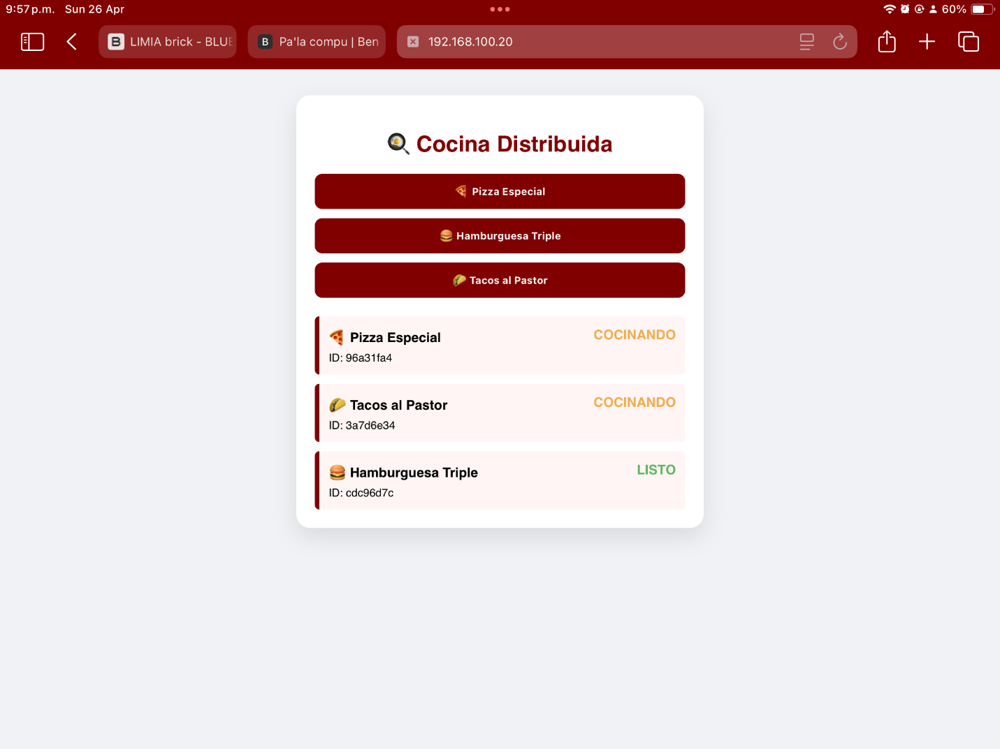 9:57 p.m. Sun 26 Apr
60%
B LIMIA brick - BLUE
B Pa'la compu | Ben
192.168.100.20
🍳 Cocina Distribuida
🍕 Pizza Especial
🍔 Hamburguesa Triple
🌮 Tacos al Pastor
🍕 Pizza Especial
COCINANDO
ID: 96a31fa4
🌮 Tacos al Pastor
COCINANDO
ID: 3a7d6e34
🍔 Hamburguesa Triple
LISTO
ID: cdc96d7c